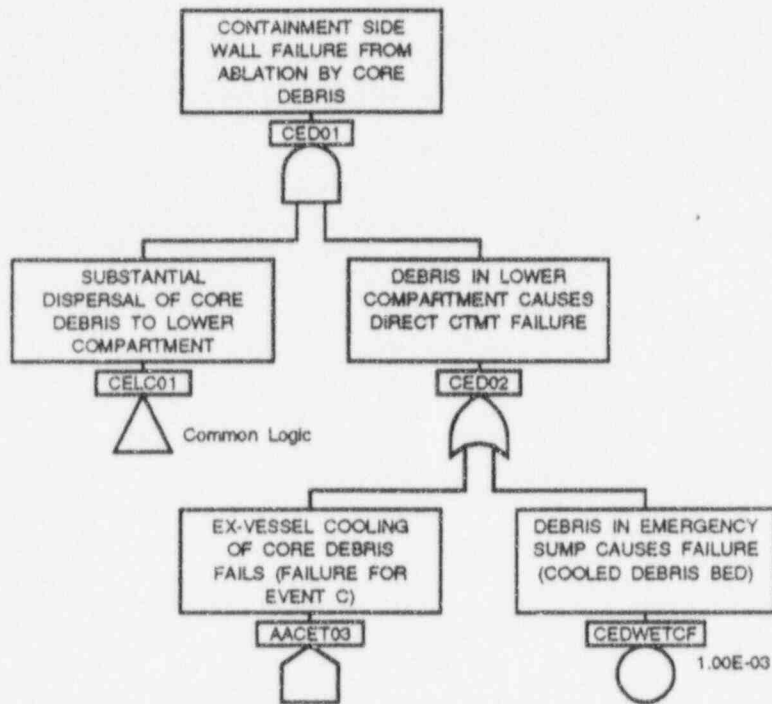 CONTAINMENT SIDE
WALL FAILURE FROM
ABLATION BY CORE
DEBRIS
CED01
SUBSTANTIAL
DISPERSAL OF CORE
DEBRIS TO LOWER
COMPARTMENT
CELC01
Common Logic
DEBRIS IN LOWER
COMPARTMENT CAUSES
DIRECT CTMT FAILURE
CED02
EX-VESSEL COOLING
OF CORE DEBRIS
FAILS (FAILURE FOR
EVENT C)
AACET03
DEBRIS IN EMERGENCY
SUMP CAUSES FAILURE
(COOLED DEBRIS BED)
CEDWETCF
1.00E-03